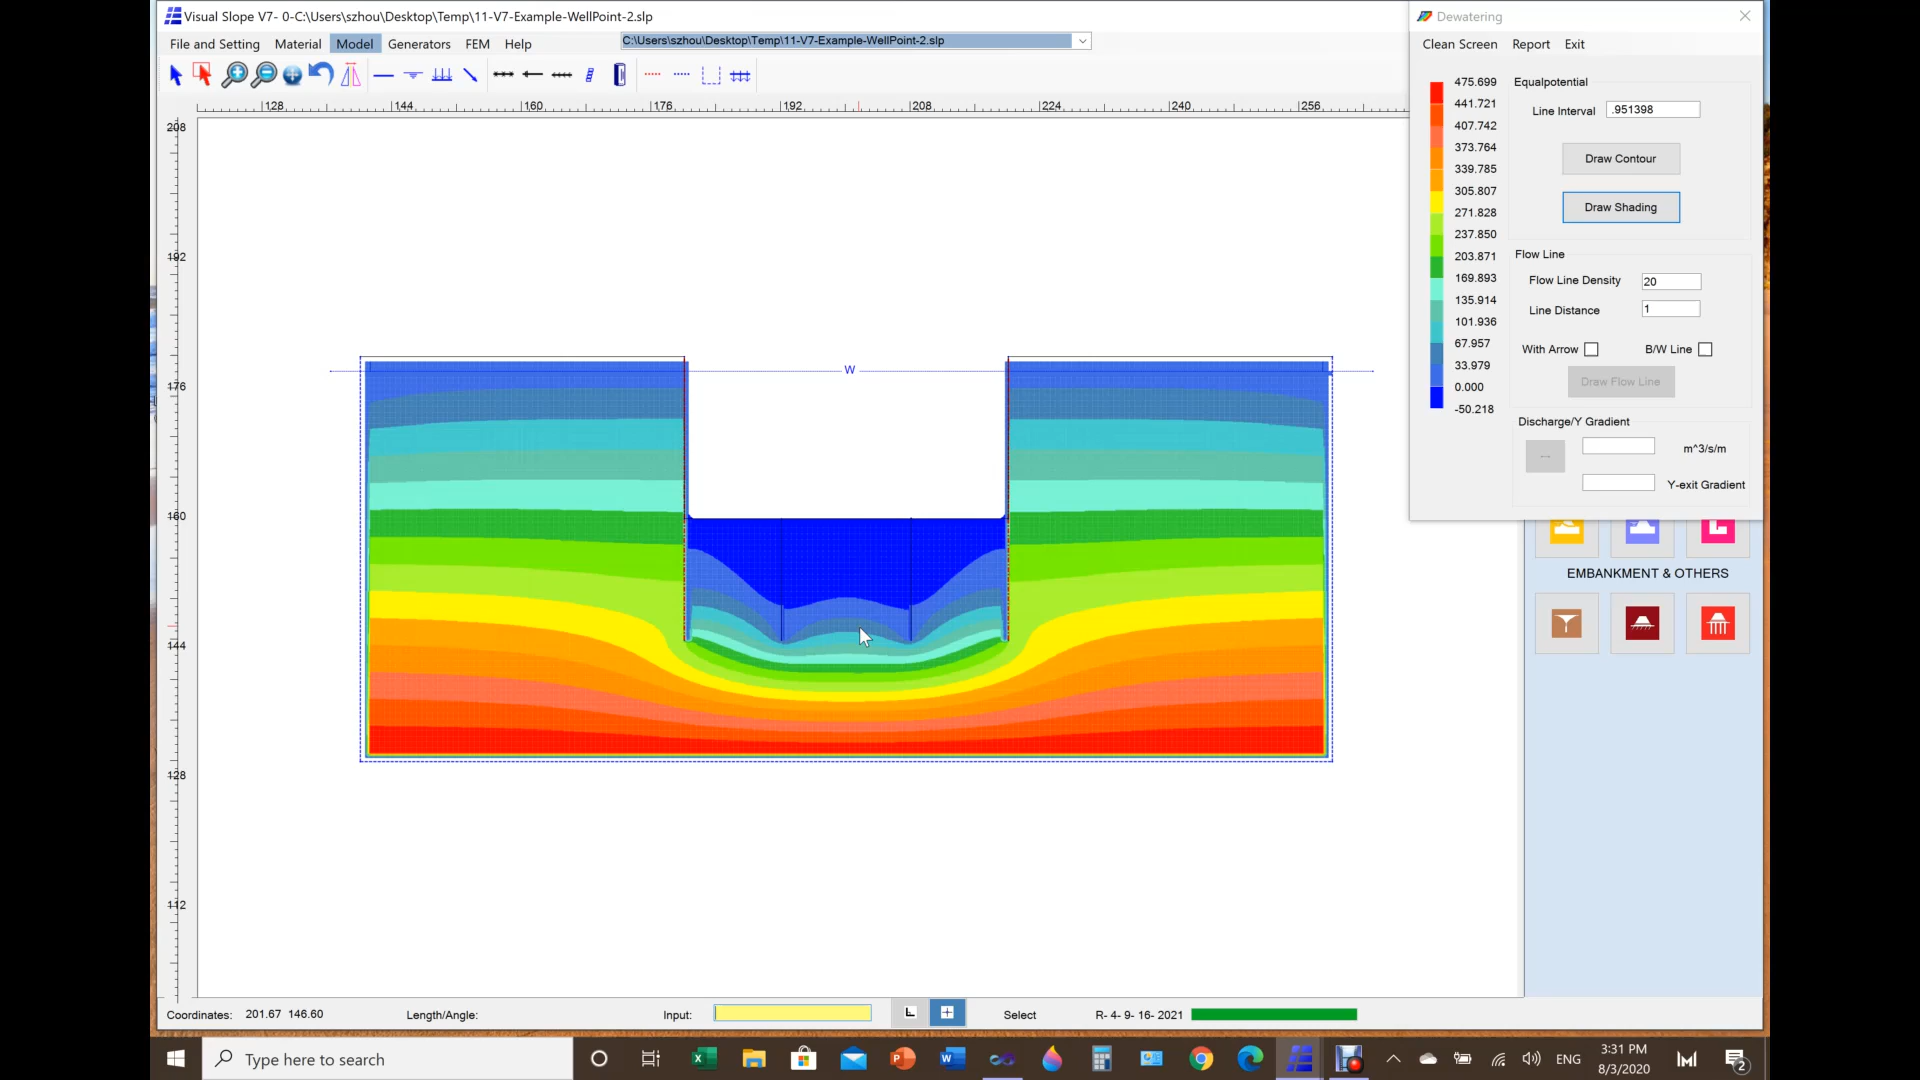 Visual Slope V7- 0-C:\Users\szhou\Desktop\Temp\11-V7-Example-WellPoint-2.slp
File and Setting Material Model Generators FEM Help
C:\Users\szhou\Desktop\Temp\11-V7-Example-WellPoint-2.slp
128 144 160 176 192 208 224 240 256
208
192
176
160
144
128
112
W
Dewatering
Clean Screen Report Exit
475.699
441.721
407.742
373.764
339.785
305.807
271.828
237.850
203.871
169.893
135.914
101.936
67.957
33.979
0.000
-50.218
Equalpotential
Line Interval .951398
Draw Contour
Draw Shading
Flow Line
Flow Line Density 20
Line Distance 1
With Arrow B/W Line
Draw Flow Line
Discharge/Y Gradient
m^3/s/m
Y-exit Gradient
EMBANKMENT & OTHERS
Coordinates: 201.67 146.60 Length/Angle: Input: Select R- 4- 9- 16- 2021
Type here to search
ENG
3:31 PM
8/3/2020
2